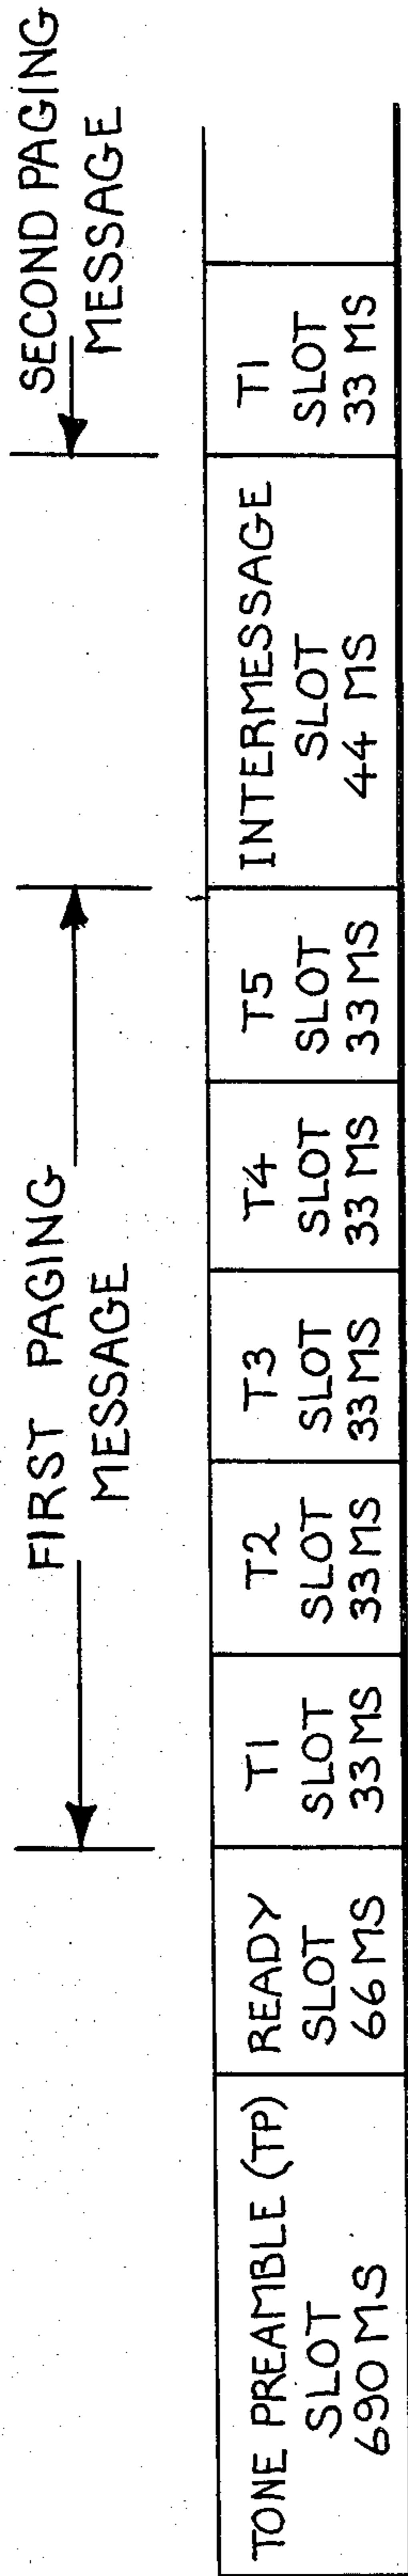 FIRST PAGING
MESSAGE
SECOND PAGING
MESSAGE
TONE PREAMBLE (TP)
SLOT
690 MS
READY
SLOT
66 MS
T1
SLOT
33 MS
T2
SLOT
33 MS
T3
SLOT
33 MS
T4
SLOT
33 MS
T5
SLOT
33 MS
INTERMESSAGE
SLOT
44 MS
T1
SLOT
33 MS